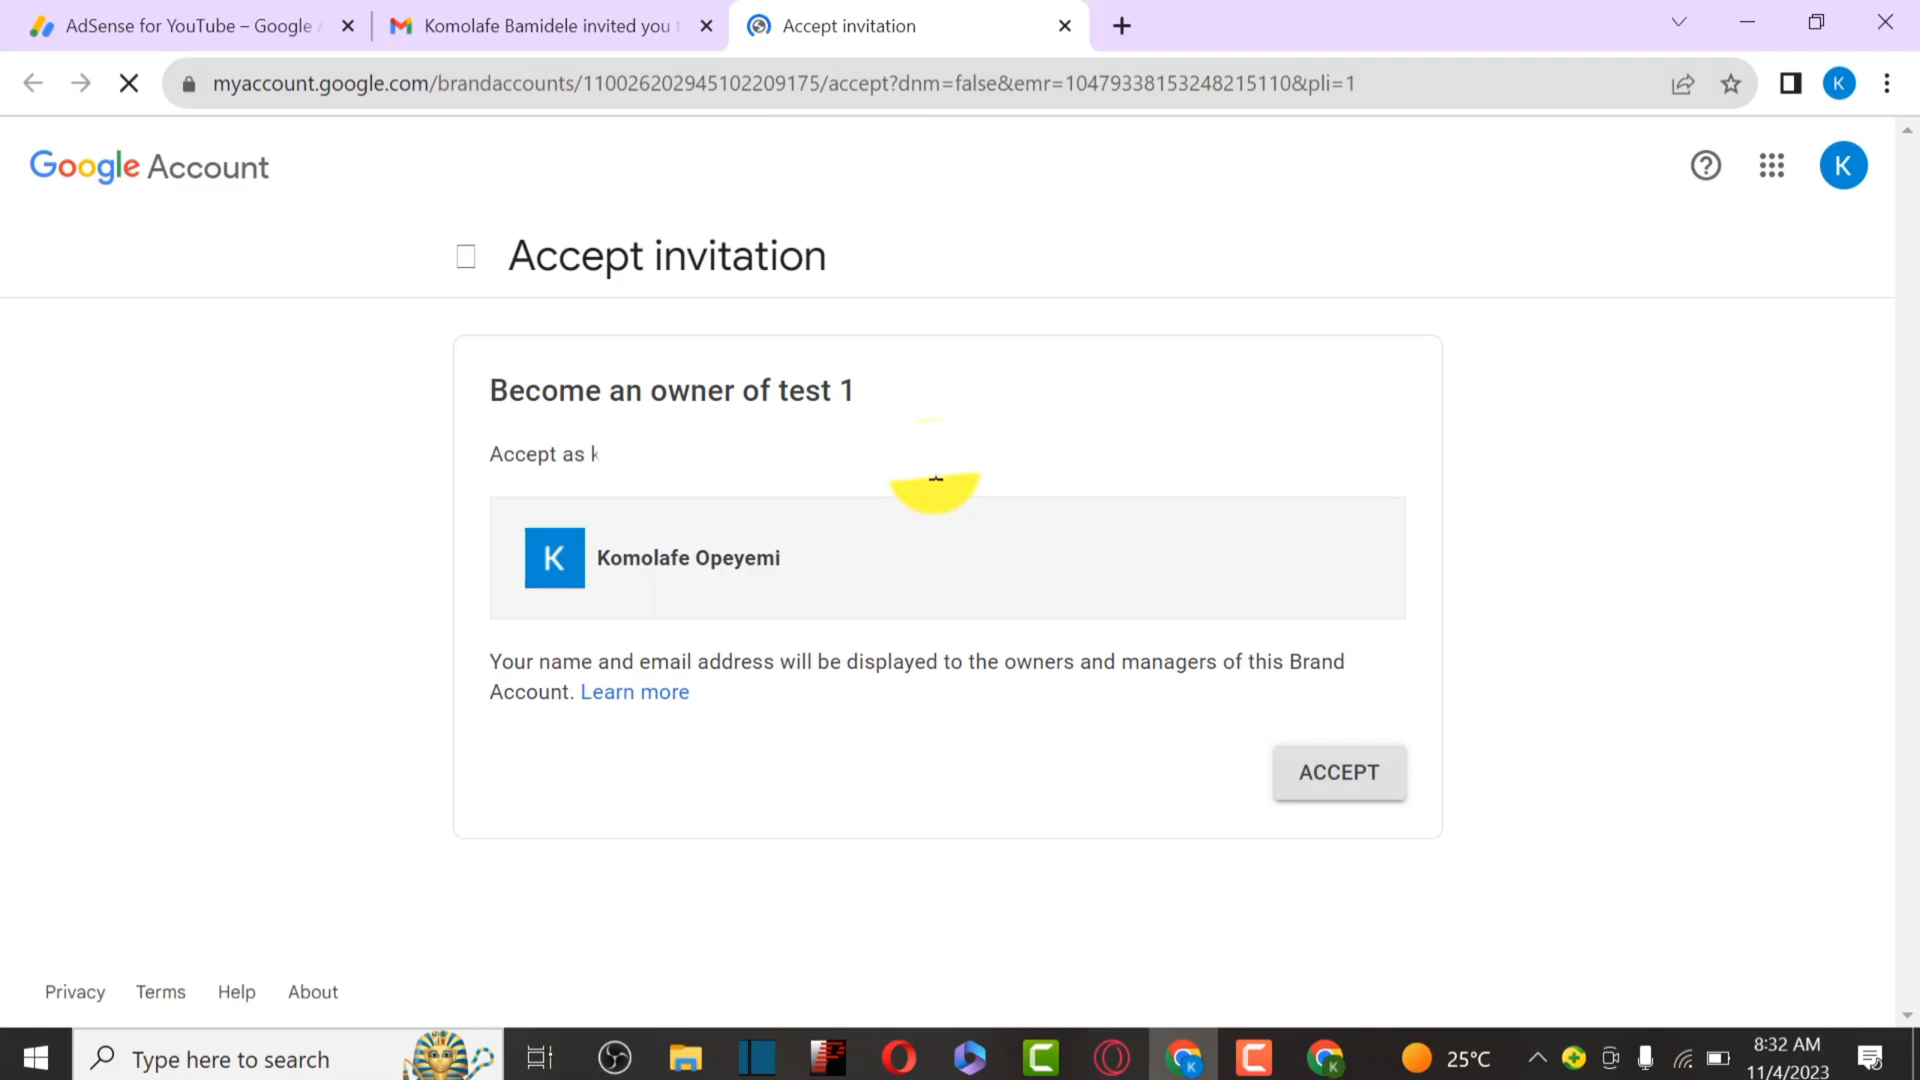 AdSense for YouTube – Google
Komolafe Bamidele invited you
Accept invitation
myaccount.google.com/brandaccounts/110026202945102209175/accept?dnm=false&emr=10479338153248215110&pli=1
K
Google Account
K
Accept invitation
Become an owner of test 1
Accept as k
K
Komolafe Opeyemi
Your name and email address will be displayed to the owners and managers of this Brand
Account. Learn more
ACCEPT
Privacy
Terms
Help
About
Type here to search
25°C
8:32 AM
11/4/2023